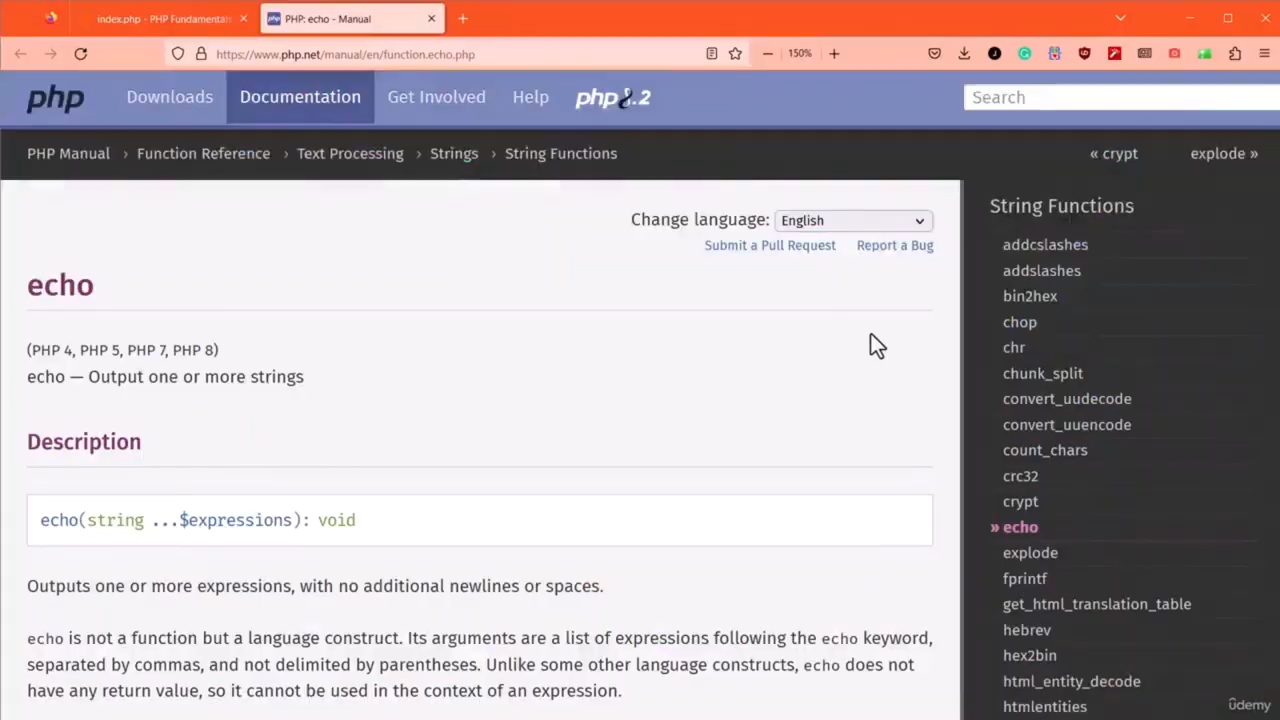 index.php - PHP Fundamentals
PHP: echo - Manual
https://www.php.net/manual/en/function.echo.php
150%
php
Downloads
Documentation
Get Involved
Help
php8.2
Search
PHP Manual › Function Reference › Text Processing › Strings › String Functions
« crypt
explode »
Change language: English
Submit a Pull Request
Report a Bug
echo
(PHP 4, PHP 5, PHP 7, PHP 8)
echo — Output one or more strings
Description
echo(string ...$expressions): void
Outputs one or more expressions, with no additional newlines or spaces.
echo is not a function but a language construct. Its arguments are a list of expressions following the echo keyword,
separated by commas, and not delimited by parentheses. Unlike some other language constructs, echo does not
have any return value, so it cannot be used in the context of an expression.
String Functions
addcslashes
addslashes
bin2hex
chop
chr
chunk_split
convert_uudecode
convert_uuencode
count_chars
crc32
crypt
» echo
explode
fprintf
get_html_translation_table
hebrev
hex2bin
html_entity_decode
htmlentities
ûdemy